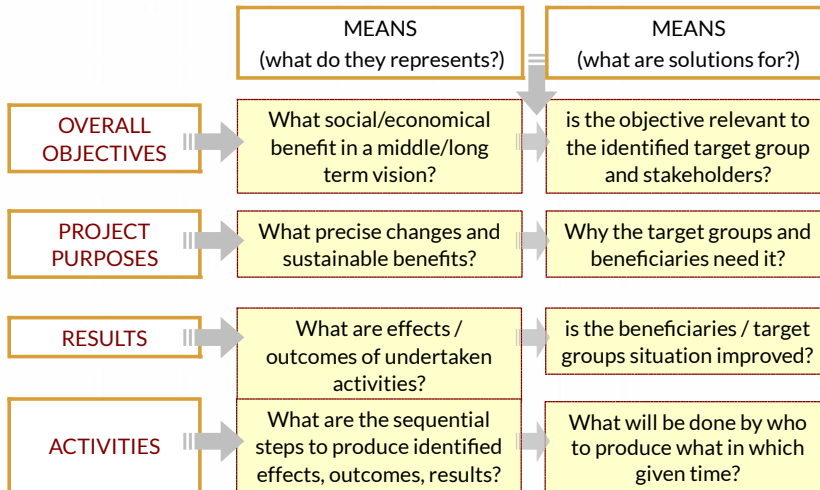 MEANS
(what do they represents?)
MEANS
(what are solutions for?)
OVERALL
OBJECTIVES
What social/economical
benefit in a middle/long
term vision?
is the objective relevant to
the identified target group
and stakeholders?
PROJECT
PURPOSES
What precise changes and
sustainable benefits?
Why the target groups and
beneficiaries need it?
RESULTS
What are effects /
outcomes of undertaken
activities?
is the beneficiaries / target
groups situation improved?
ACTIVITIES
What are the sequential
steps to produce identified
effects, outcomes, results?
What will be done by who
to produce what in which
given time?